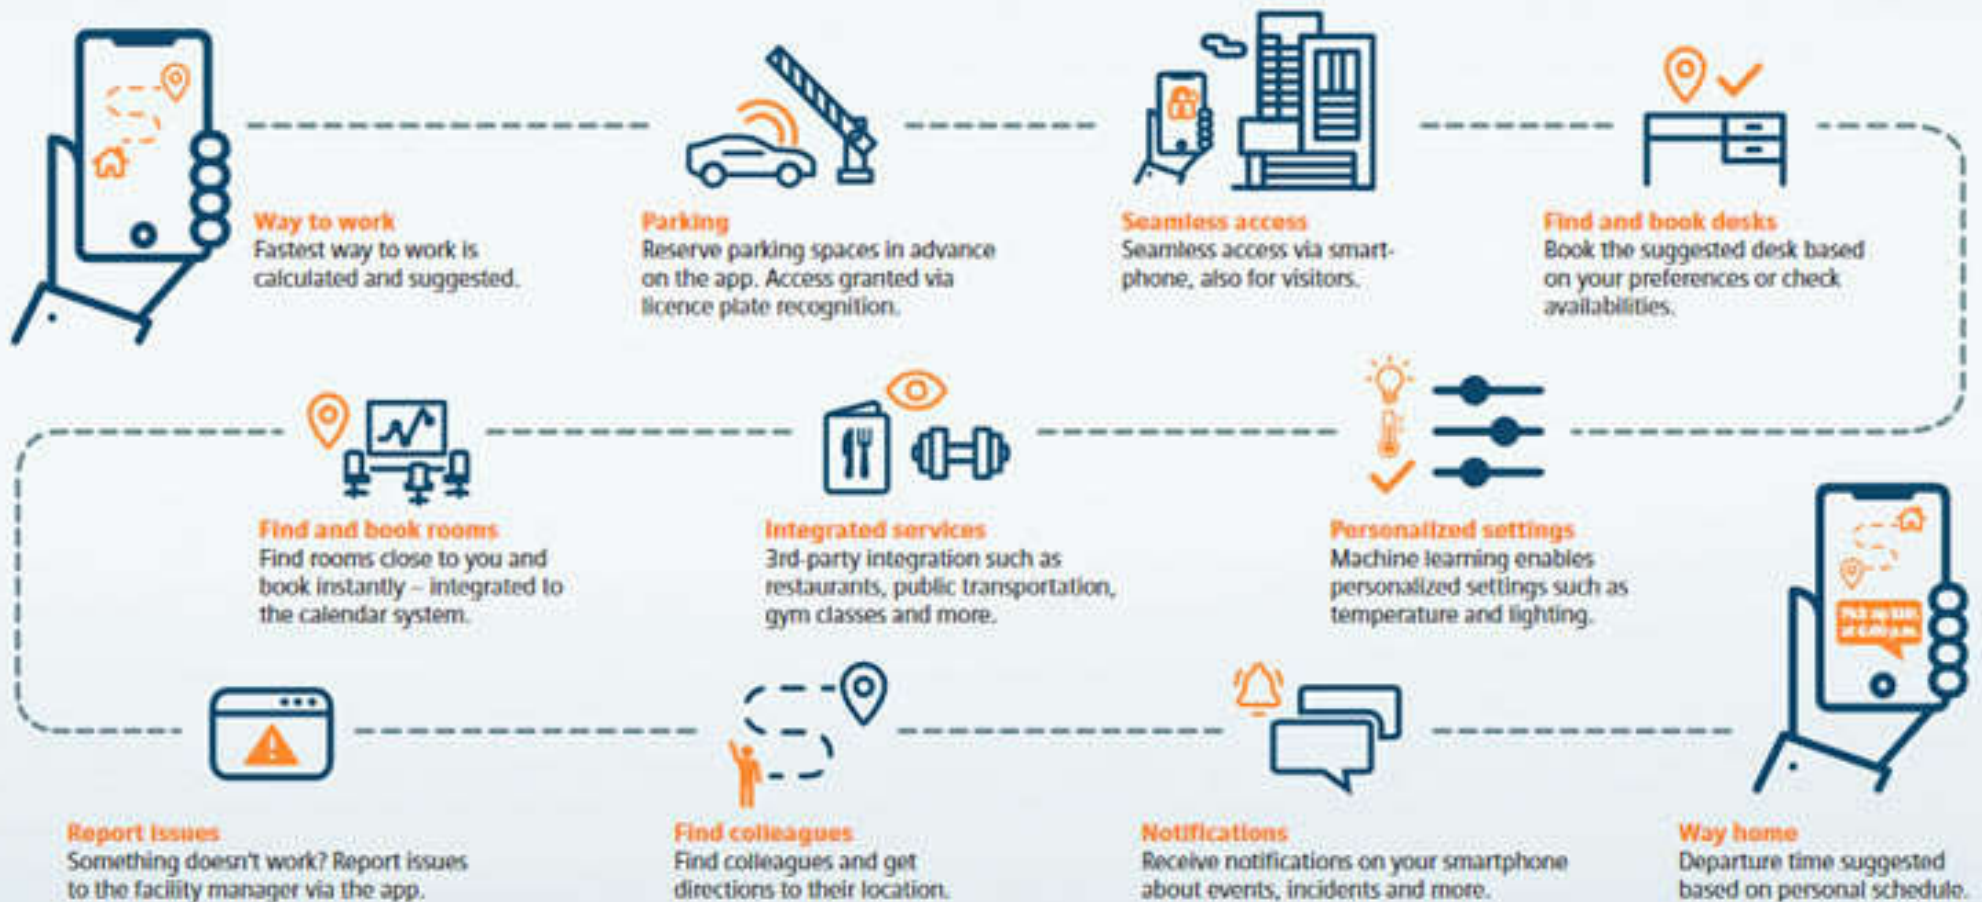 Way to work
Fastest way to work is
calculated and suggested.
Parking
Reserve parking spaces in advance
on the app. Access granted via
licence plate recognition.
Seamless access
Seamless access via smart-
phone, also for visitors.
Find and book desks
Book the suggested desk based
on your preferences or check
availabilities.
Personalized settings
Machine learning enables
personalized settings such as
temperature and lighting.
Integrated services
3rd-party integration such as
restaurants, public transportation,
gym classes and more.
Find and book rooms
Find rooms close to you and
book instantly – integrated to
the calendar system.
Report issues
Something doesn't work? Report issues
to the facility manager via the app.
Find colleagues
Find colleagues and get
directions to their location.
Notifications
Receive notifications on your smartphone
about events, incidents and more.
Pick up
at p.m.
Way home
Departure time suggested
based on personal schedule.